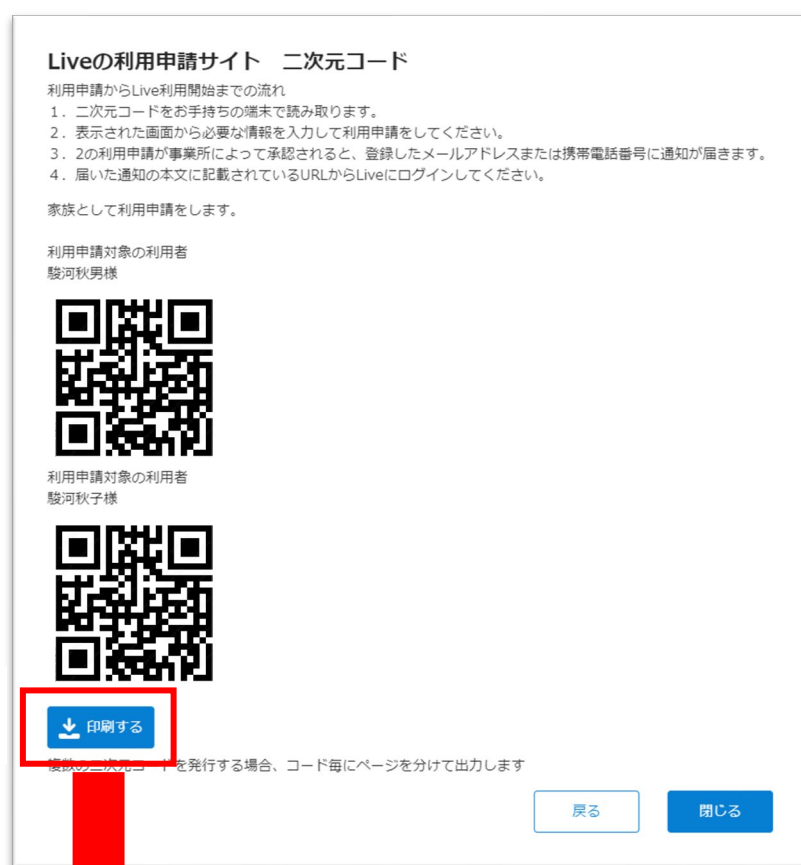 Liveの利用申請サイト　二次元コード
利用申請からLive利用開始までの流れ
1．二次元コードをお手持ちの端末で読み取ります。
2．表示された画面から必要な情報を入力して利用申請をしてください。
3．2の利用申請が事業所によって承認されると、登録したメールアドレスまたは携帯電話番号に通知が届きます。
4．届いた通知の本文に記載されているURLからLiveにログインしてください。
家族として利用申請をします。
利用申請対象の利用者
駿河秋男様
利用申請対象の利用者
駿河秋子様
印刷する
複数の二次元コードを発行する場合、コード毎にページを分けて出力します
戻る
閉じる